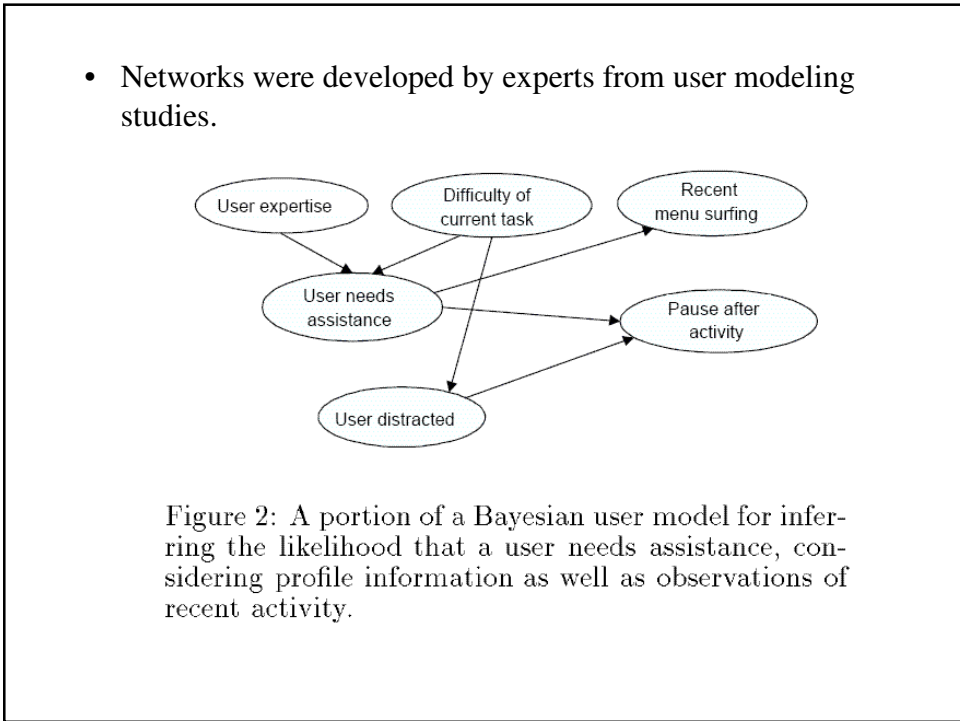 • Networks were developed by experts from user modeling
studies.
User expertise
Difficulty of
current task
Recent
menu surfing
User needs
assistance
Pause after
activity
User distracted
Figure 2: A portion of a Bayesian user model for infer-
ring the likelihood that a user needs assistance, con-
sidering profile information as well as observations of
recent activity.